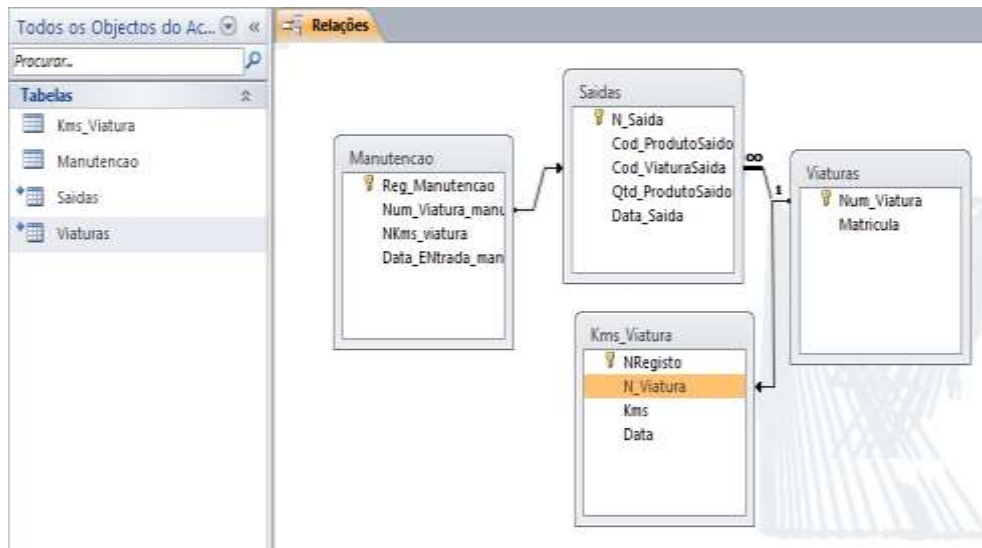 Todos os Objectos do Ac...
«
Relações
Procurar...
Tabelas
Kms_Viatura
Manutencao
Saidas
Viaturas
Manutencao
Reg_Manutencao
Num_Viatura_manu
NKms_viatura
Data_ENtrada_man
Saidas
N_Saida
Cod_ProdutoSaido
Cod_ViaturaSaida
Qtd_ProdutoSaido
Data_Saida
∞
1
Viaturas
Num_Viatura
Matricula
Kms_Viatura
NRegisto
N_Viatura
Kms
Data